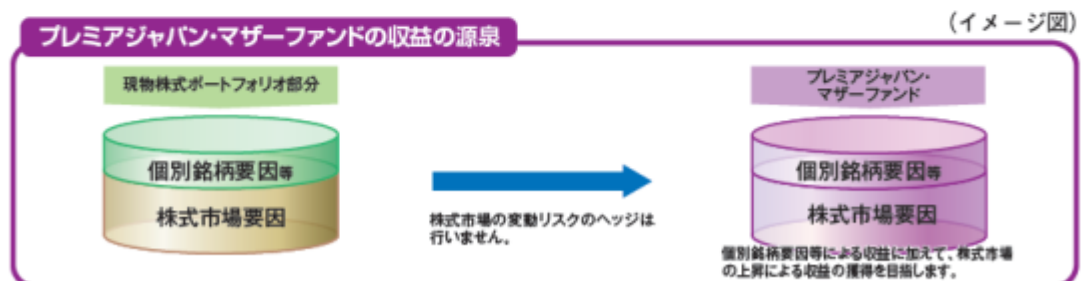 (イメージ図)
プレミアジャパン・マザーファンドの収益の源泉
現物株式ポートフォリオ部分
個別銘柄要因等
株式市場要因
株式市場の変動リスクのヘッジは
行いません。
プレミアジャパン・
マザーファンド
個別銘柄要因等
株式市場要因
個別銘柄要因等による収益に加えて、株式市場
の上昇による収益の獲得を目指します。